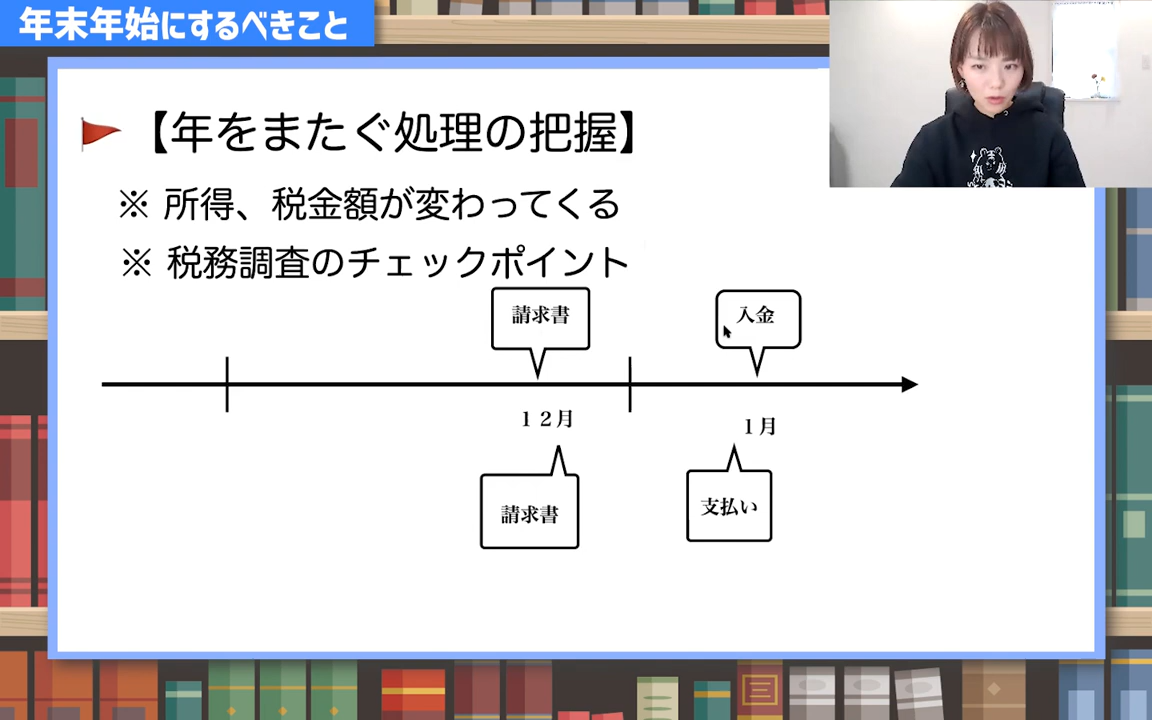 年末年始にするべきこと
【年をまたぐ処理の把握】
※ 所得、税金額が変わってくる
※ 税務調査のチェックポイント
請求書
入金
１２月
１月
請求書
支払い